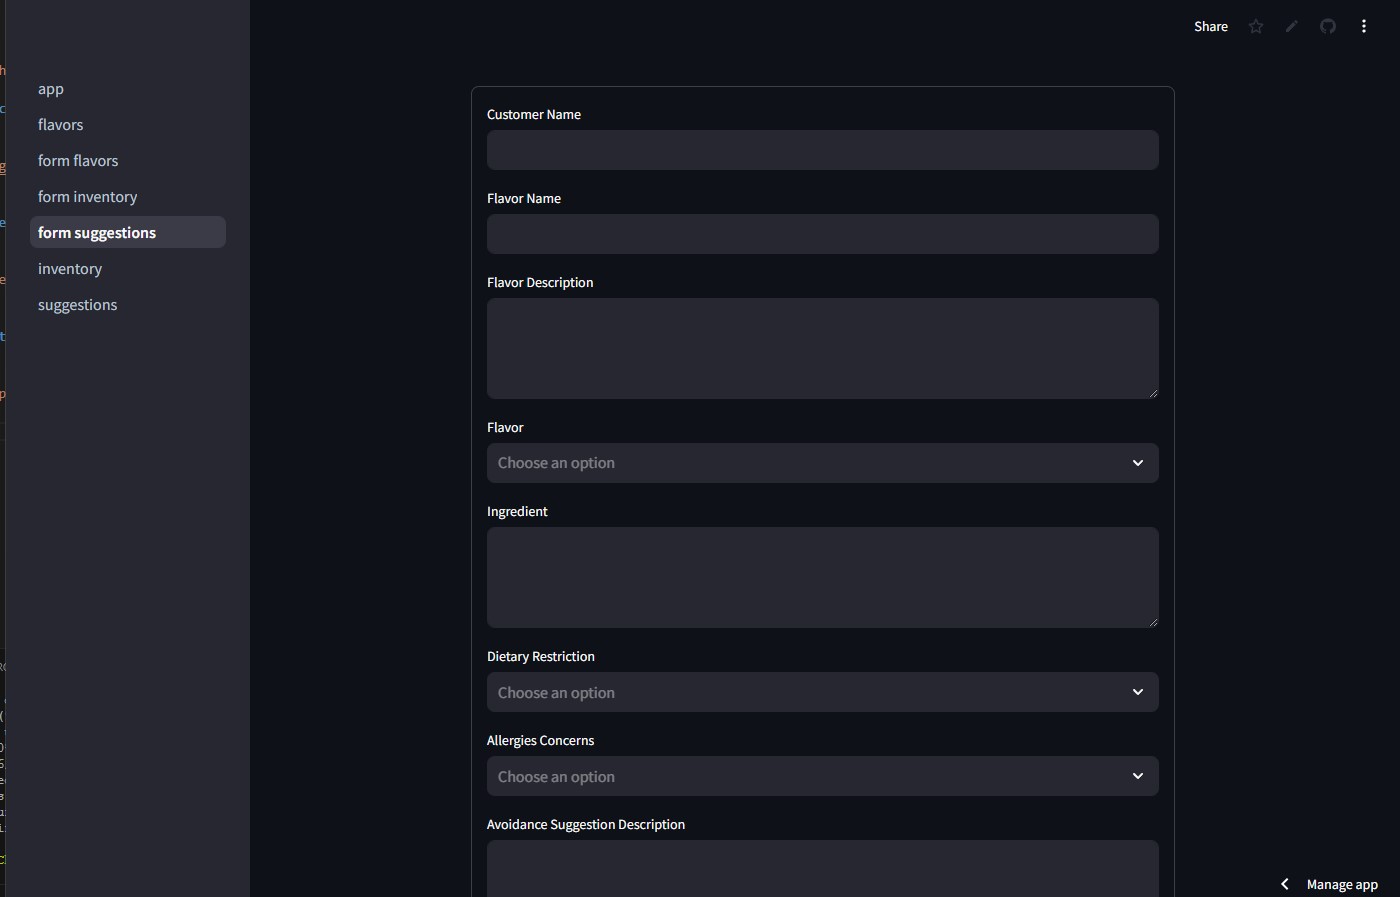 Share
app
flavors
form flavors
form inventory
form suggestions
inventory
suggestions
Customer Name
Flavor Name
Flavor Description
Flavor
Choose an option
Ingredient
Dietary Restriction
Choose an option
Allergies Concerns
Choose an option
Avoidance Suggestion Description
Manage app